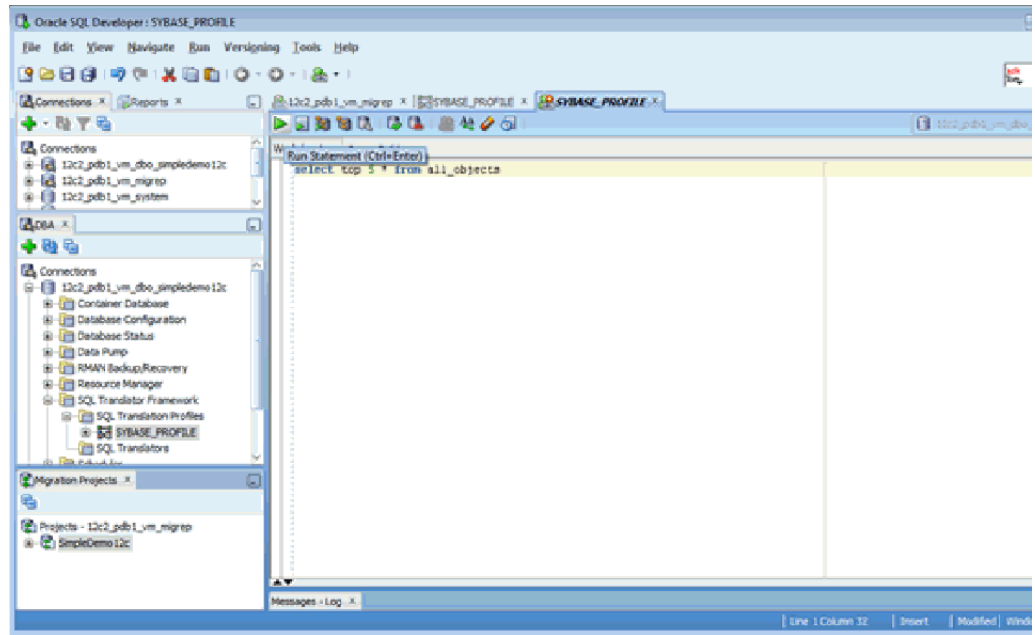 Oracle SQL Developer : SYBASE_PROFILE
File Edit View Navigate Run Versioning Tools Help
Connections Reports
12c2_pdb1_vm_migrep SYBASE_PROFILE SYBASE_PROFILE
Connections
12c2_pdb1_vm_dbo_simpledemo12c
12c2_pdb1_vm_migrep
12c2_pdb1_vm_system
Run Statement (Ctrl+Enter)
select top 5 * from all_objects
12c2_pdb1_vm_dbo_
DBA
Connections
12c2_pdb1_vm_dbo_simpledemo12c
Container Database
Database Configuration
Database Status
Data Pump
RMAN Backup/Recovery
Resource Manager
SQL Translator Framework
SQL Translation Profiles
SYBASE_PROFILE
SQL Translators
Migration Projects
Projects - 12c2_pdb1_vm_migrep
SimpleDemo12c
Messages - Log
Line 1 Column 32 Insert Modified